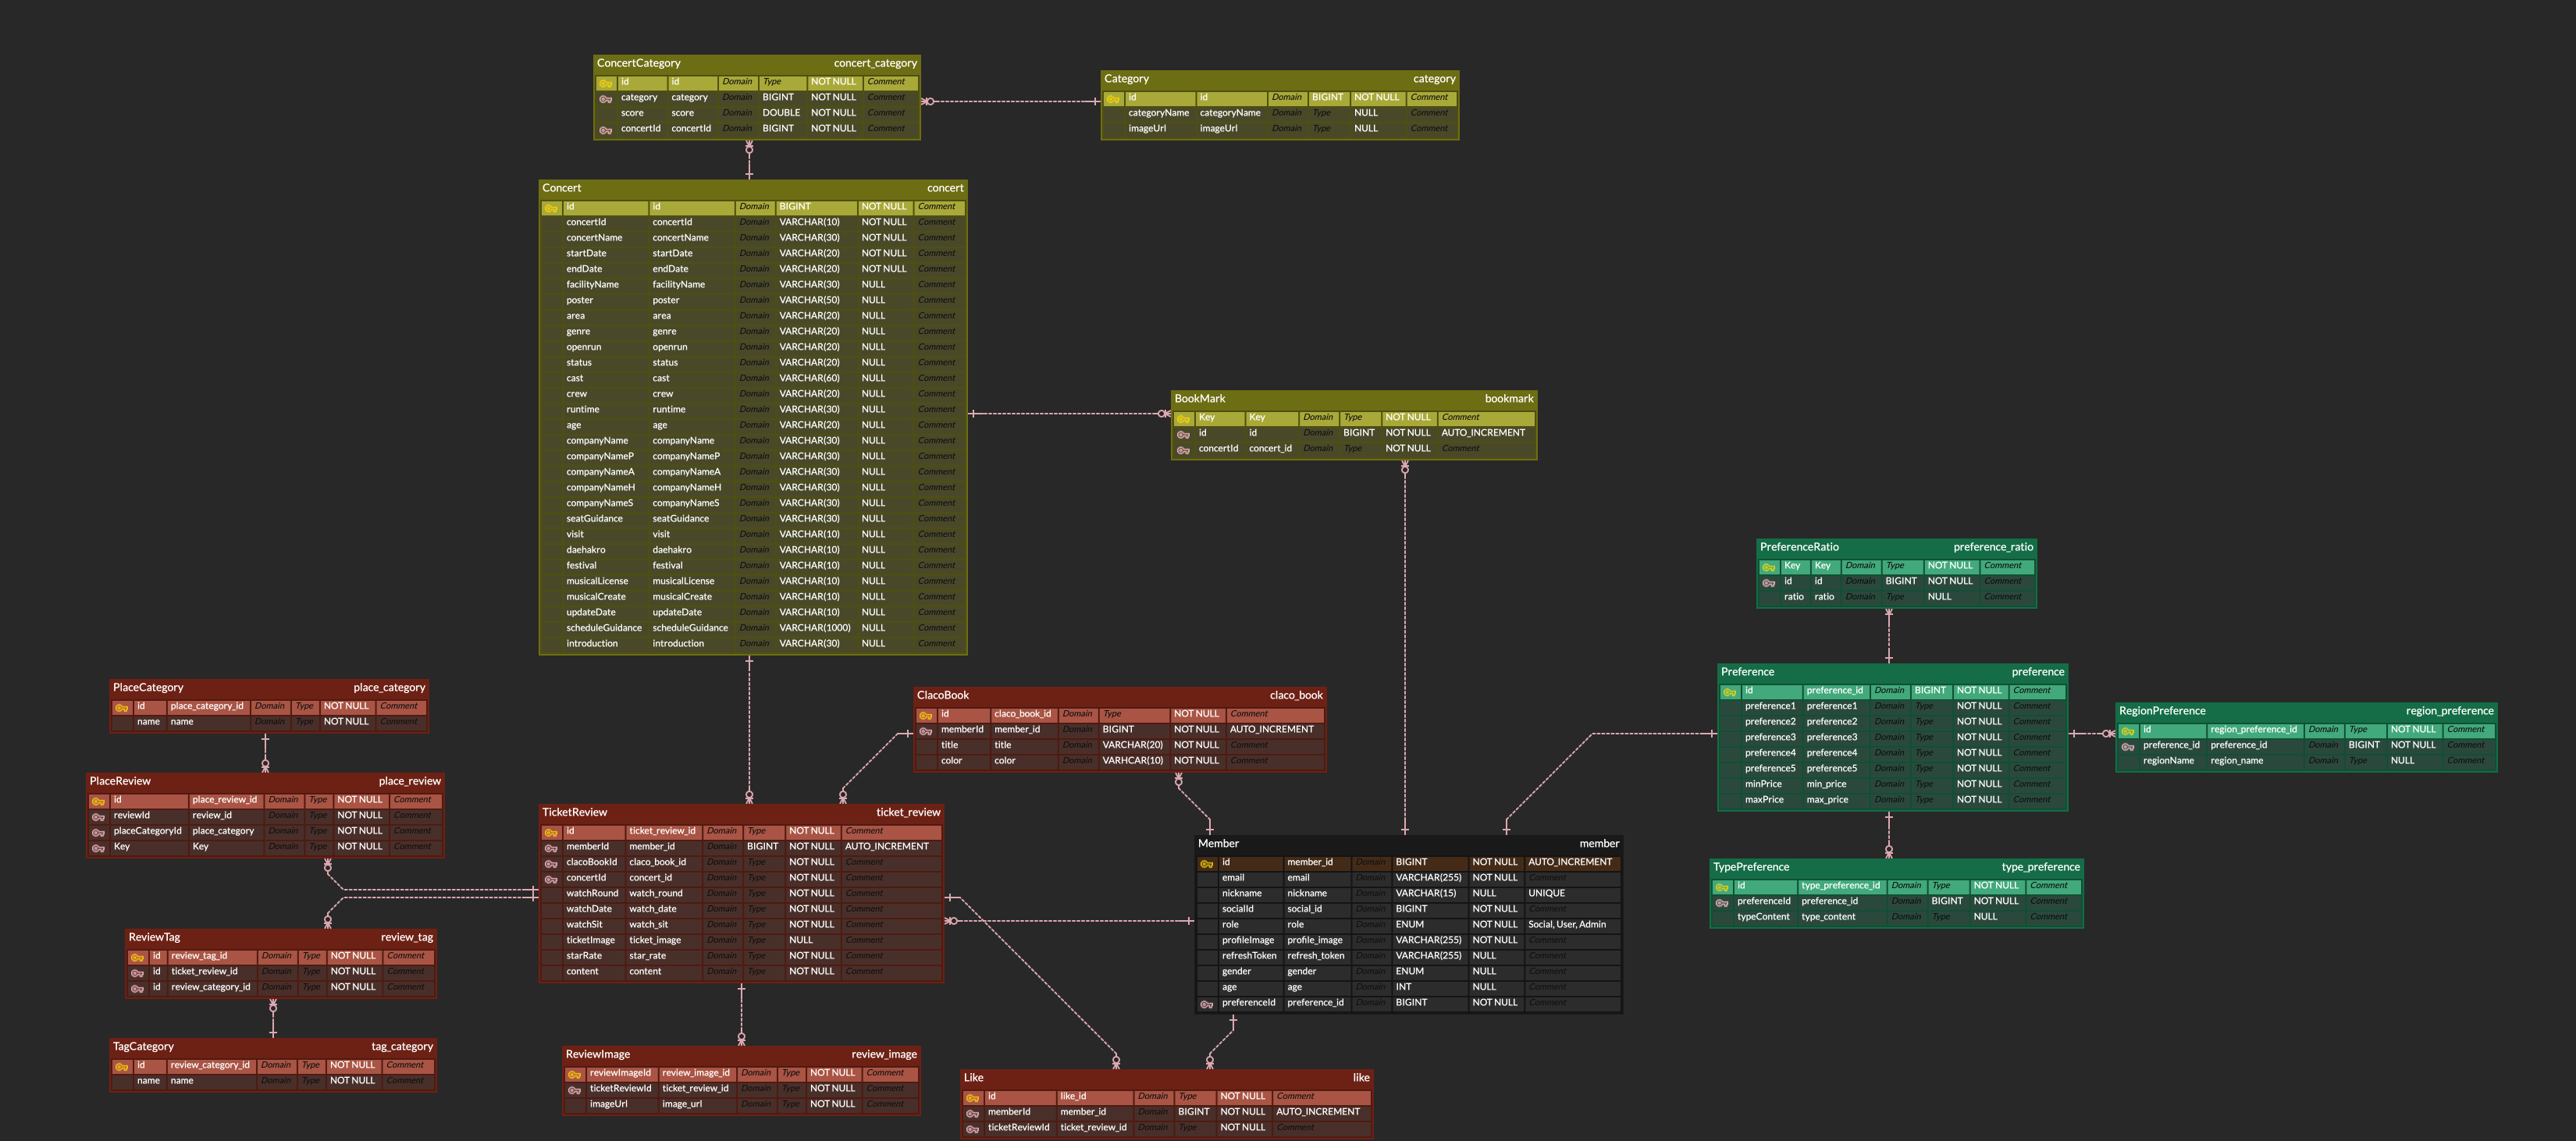 ConcertCategory concert_category
id id Domain Type NOT NULL Comment
category category Domain BIGINT NOT NULL Comment
score score Domain DOUBLE NOT NULL Comment
concertId concertId Domain BIGINT NOT NULL Comment
Category category
id id Domain BIGINT NOT NULL Comment
categoryName categoryName Domain Type NULL Comment
imageUrl imageUrl Domain Type NULL Comment
Concert concert
id id Domain BIGINT NOT NULL Comment
concertId concertId Domain VARCHAR(10) NOT NULL Comment
concertName concertName Domain VARCHAR(30) NOT NULL Comment
startDate startDate Domain VARCHAR(20) NOT NULL Comment
endDate endDate Domain VARCHAR(20) NOT NULL Comment
facilityName facilityName Domain VARCHAR(30) NULL Comment
poster poster Domain VARCHAR(50) NULL Comment
area area Domain VARCHAR(20) NULL Comment
genre genre Domain VARCHAR(20) NULL Comment
openrun openrun Domain VARCHAR(20) NULL Comment
status status Domain VARCHAR(20) NULL Comment
cast cast Domain VARCHAR(60) NULL Comment
crew crew Domain VARCHAR(20) NULL Comment
runtime runtime Domain VARCHAR(30) NULL Comment
age age Domain VARCHAR(20) NULL Comment
companyName companyName Domain VARCHAR(30) NULL Comment
companyNameP companyNameP Domain VARCHAR(30) NULL Comment
companyNameA companyNameA Domain VARCHAR(30) NULL Comment
companyNameH companyNameH Domain VARCHAR(30) NULL Comment
companyNameS companyNameS Domain VARCHAR(30) NULL Comment
seatGuidance seatGuidance Domain VARCHAR(30) NULL Comment
visit visit Domain VARCHAR(10) NULL Comment
daehakro daehakro Domain VARCHAR(10) NULL Comment
festival festival Domain VARCHAR(10) NULL Comment
musicalLicense musicalLicense Domain VARCHAR(10) NULL Comment
musicalCreate musicalCreate Domain VARCHAR(10) NULL Comment
updateDate updateDate Domain VARCHAR(10) NULL Comment
scheduleGuidance scheduleGuidance Domain VARCHAR(1000) NULL Comment
introduction introduction Domain VARCHAR(30) NULL Comment
BookMark bookmark
Key Key Domain Type NOT NULL Comment
id id Domain BIGINT NOT NULL AUTO_INCREMENT
concertId concert_id Domain Type NOT NULL Comment
PreferenceRatio preference_ratio
Key Key Domain Type NOT NULL Comment
id id Domain BIGINT NOT NULL Comment
ratio ratio Domain Type NULL Comment
Preference preference
id preference_id Domain BIGINT NOT NULL Comment
preference1 preference1 Domain Type NOT NULL Comment
preference2 preference2 Domain Type NOT NULL Comment
preference3 preference3 Domain Type NOT NULL Comment
preference4 preference4 Domain Type NOT NULL Comment
preference5 preference5 Domain Type NOT NULL Comment
minPrice min_price Domain Type NOT NULL Comment
maxPrice max_price Domain Type NOT NULL Comment
RegionPreference region_preference
id region_preference_id Domain Type NOT NULL Comment
preference_id preference_id Domain BIGINT NOT NULL Comment
regionName region_name Domain Type NULL Comment
TypePreference type_preference
id type_preference_id Domain Type NOT NULL Comment
preferenceId preference_id Domain BIGINT NOT NULL Comment
typeContent type_content Domain Type NULL Comment
PlaceCategory place_category
id place_category_id Domain Type NOT NULL Comment
name name Domain Type NOT NULL Comment
PlaceReview place_review
id place_review_id Domain Type NOT NULL Comment
reviewId review_id Domain Type NOT NULL Comment
placeCategoryId place_category Domain Type NOT NULL Comment
Key Key Domain Type NOT NULL Comment
ClacoBook claco_book
id claco_book_id Domain Type NOT NULL Comment
memberId member_id Domain BIGINT NOT NULL AUTO_INCREMENT
title title Domain VARCHAR(20) NOT NULL Comment
color color Domain VARHCAR(10) NOT NULL Comment
TicketReview ticket_review
id ticket_review_id Domain Type NOT NULL Comment
memberId member_id Domain BIGINT NOT NULL AUTO_INCREMENT
clacoBookId claco_book_id Domain Type NOT NULL Comment
concertId concert_id Domain Type NOT NULL Comment
watchRound watch_round Domain Type NOT NULL Comment
watchDate watch_date Domain Type NOT NULL Comment
watchSit watch_sit Domain Type NOT NULL Comment
ticketImage ticket_image Domain Type NULL Comment
starRate star_rate Domain Type NOT NULL Comment
content content Domain Type NOT NULL Comment
Member member
id member_id Domain BIGINT NOT NULL AUTO_INCREMENT
email email Domain VARCHAR(255) NOT NULL Comment
nickname nickname Domain VARCHAR(15) NULL UNIQUE
socialId social_id Domain BIGINT NOT NULL Comment
role role Domain ENUM NOT NULL Social, User, Admin
profileImage profile_image Domain VARCHAR(255) NOT NULL Comment
refreshToken refresh_token Domain VARCHAR(255) NULL Comment
gender gender Domain ENUM NULL Comment
age age Domain INT NULL Comment
preferenceId preference_id Domain BIGINT NOT NULL Comment
ReviewTag review_tag
id review_tag_id Domain Type NOT NULL Comment
id ticket_review_id Domain Type NOT NULL Comment
id review_category_id Domain Type NOT NULL Comment
TagCategory tag_category
id review_category_id Domain Type NOT NULL Comment
name name Domain Type NOT NULL Comment
ReviewImage review_image
reviewImageId review_image_id Domain Type NOT NULL Comment
ticketReviewId ticket_review_id Domain Type NOT NULL Comment
imageUrl image_url Domain Type NOT NULL Comment
Like like
Id like_id Domain Type NOT NULL Comment
memberId member_id Domain BIGINT NOT NULL AUTO_INCREMENT
ticketReviewId ticket_review_id Domain Type NOT NULL Comment